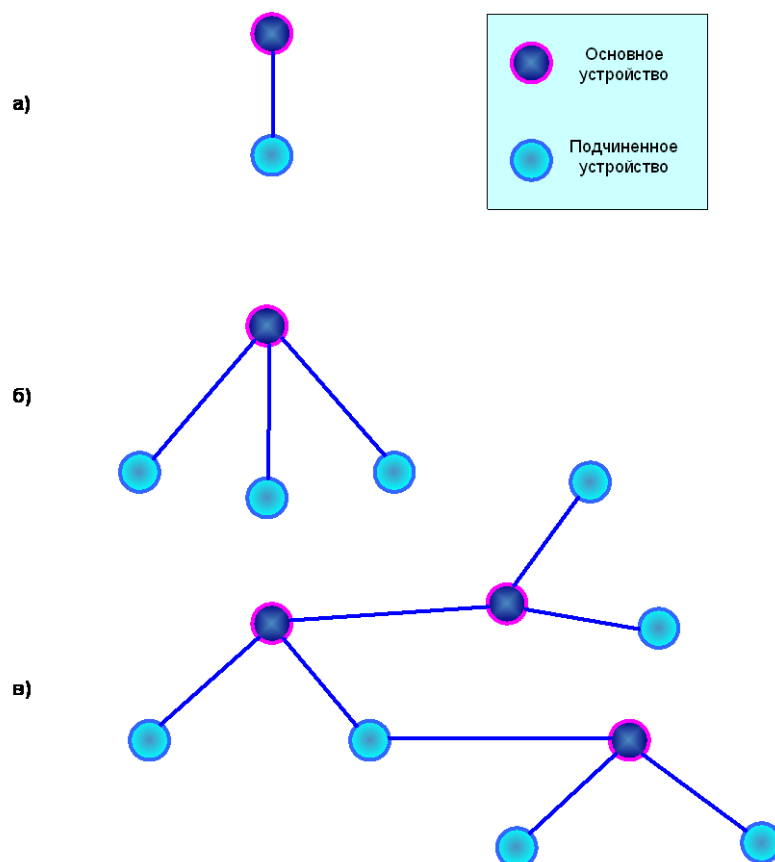 Основное
устройство
а)
Подчиненное
устройство
б)
в)